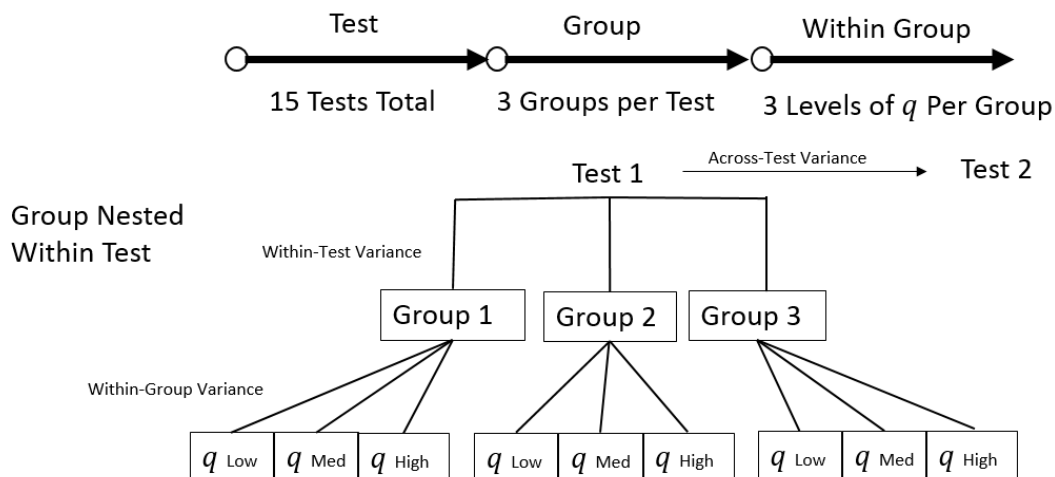 Test Group Within Group
15 Tests Total 3 Groups per Test 3 Levels of q Per Group
Test 1 Across-Test Variance Test 2
Group Nested
Within Test
Within-Test Variance
Group 1 Group 2 Group 3
Within-Group Variance
q Low q Med q High q Low q Med q High q Low q Med q High